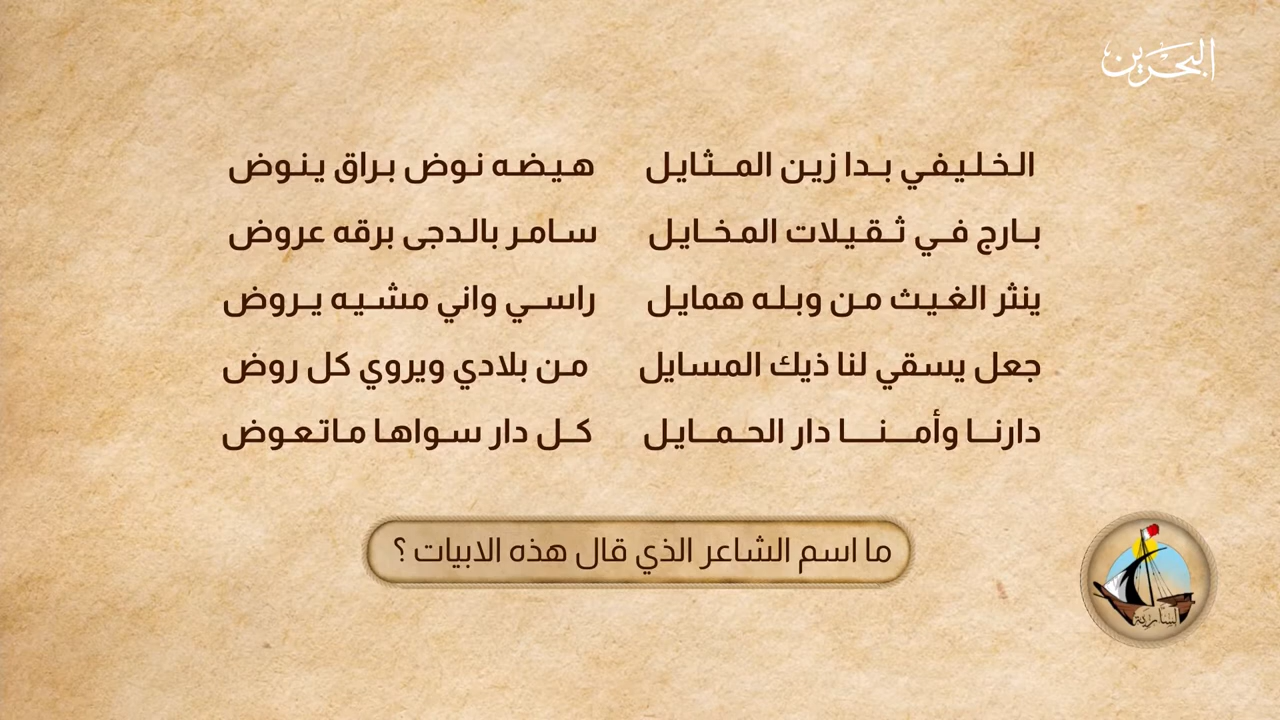 البحرين
الخليفي بدا زين المثايل هيضه نوض براق ينوض
بارج في ثقيلات المخايل سامر بالدجى برقه عروض
ينثر الغيث من وبله همايل راسي واني مشيه يروض
جعل يسقي لنا ذيك المسايل من بلادي ويروي كل روض
دارنا وأمنا دار الحمايل كل دار سواها ماتعوض
ما اسم الشاعر الذي قال هذه الابيات ؟
السارية